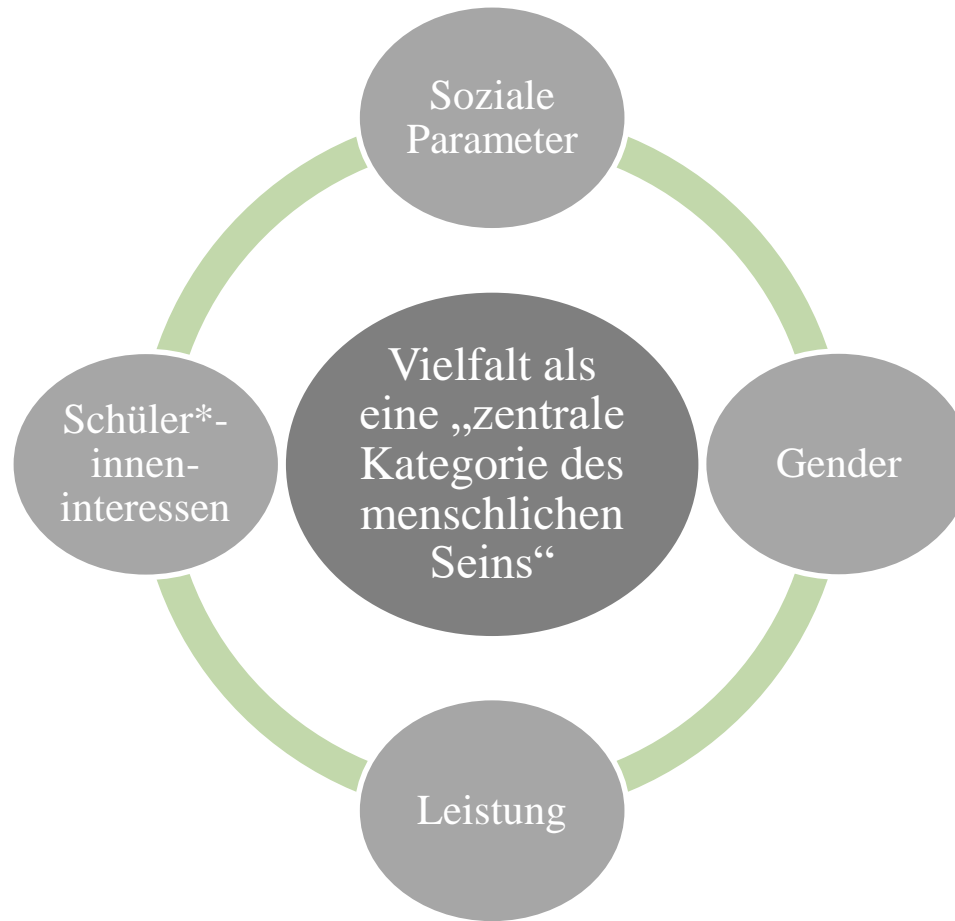 Soziale
Parameter
Vielfalt als
eine „zentrale
Kategorie des
menschlichen
Seins“
Schüler*-
innen-
interessen
Gender
Leistung